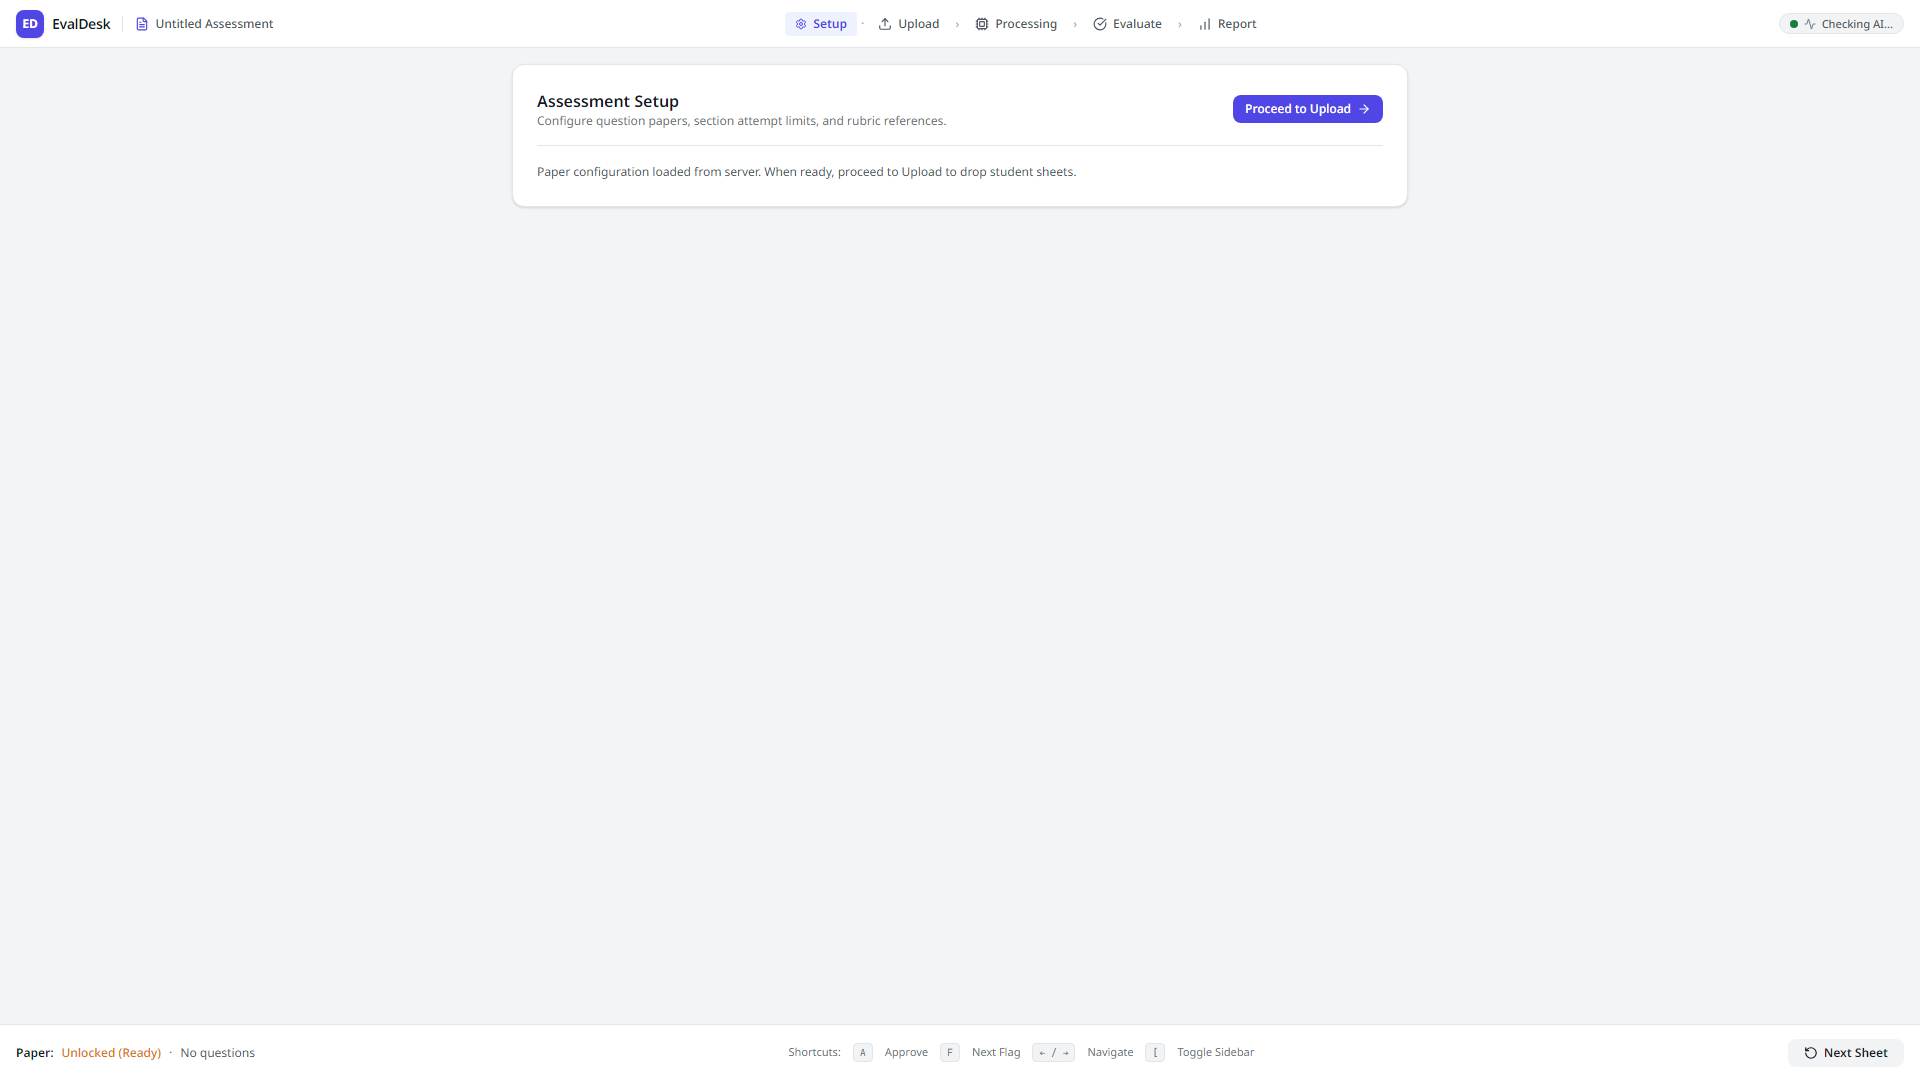 ED EvalDesk Untitled Assessment Setup · Upload › Processing › Evaluate › Report Checking AI...
Assessment Setup
Configure question papers, section attempt limits, and rubric references.
Proceed to Upload →
Paper configuration loaded from server. When ready, proceed to Upload to drop student sheets.
Paper: Unlocked (Ready) · No questions Shortcuts: A Approve F Next Flag ← / → Navigate [ Toggle Sidebar Next Sheet